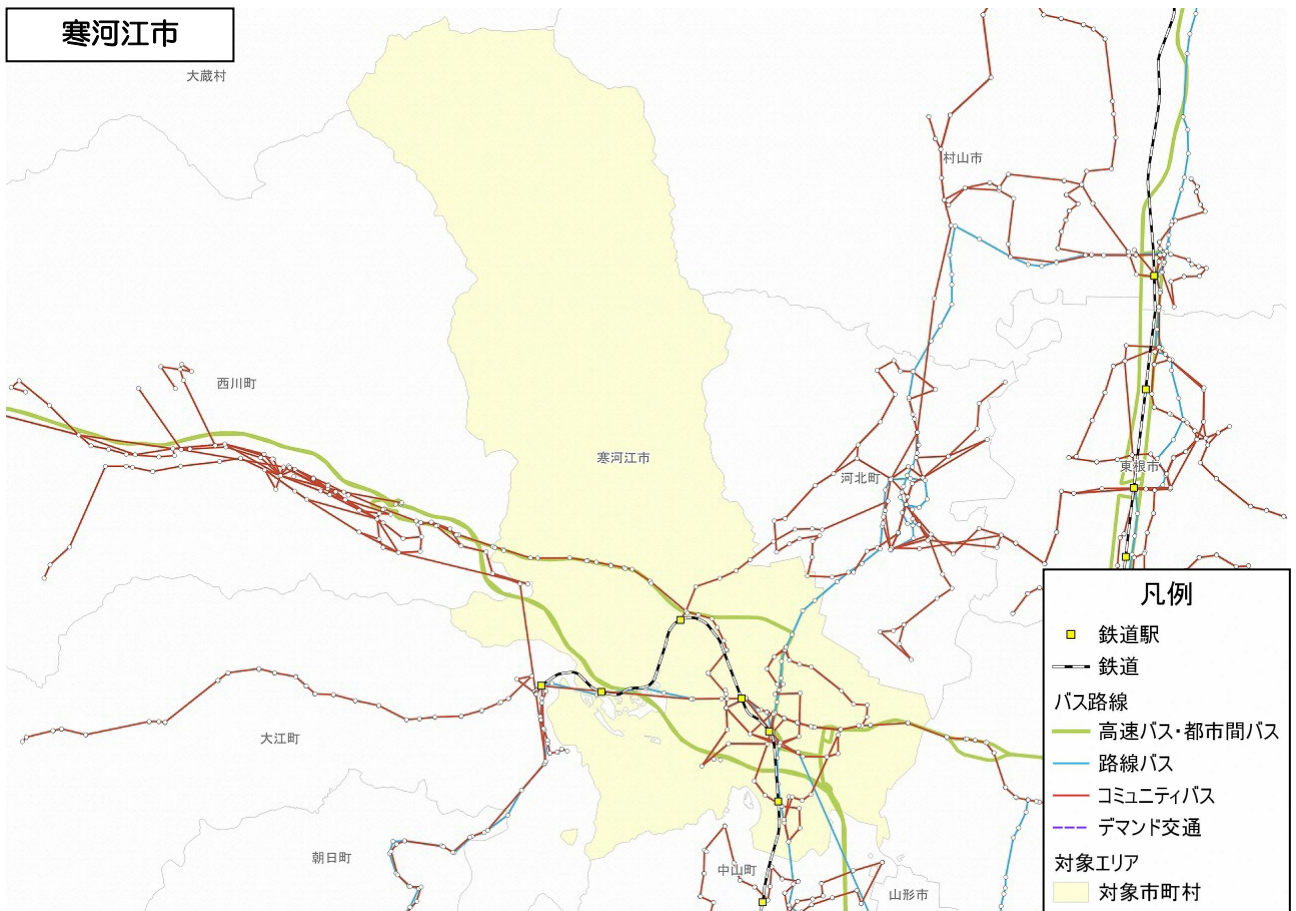 寒河江市
大蔵村
村山市
西川町
寒河江市
河北町
東根市
大江町
朝日町
中山町
山形市
凡例
鉄道駅
鉄道
バス路線
高速バス・都市間バス
路線バス
コミュニティバス
デマンド交通
対象エリア
対象市町村